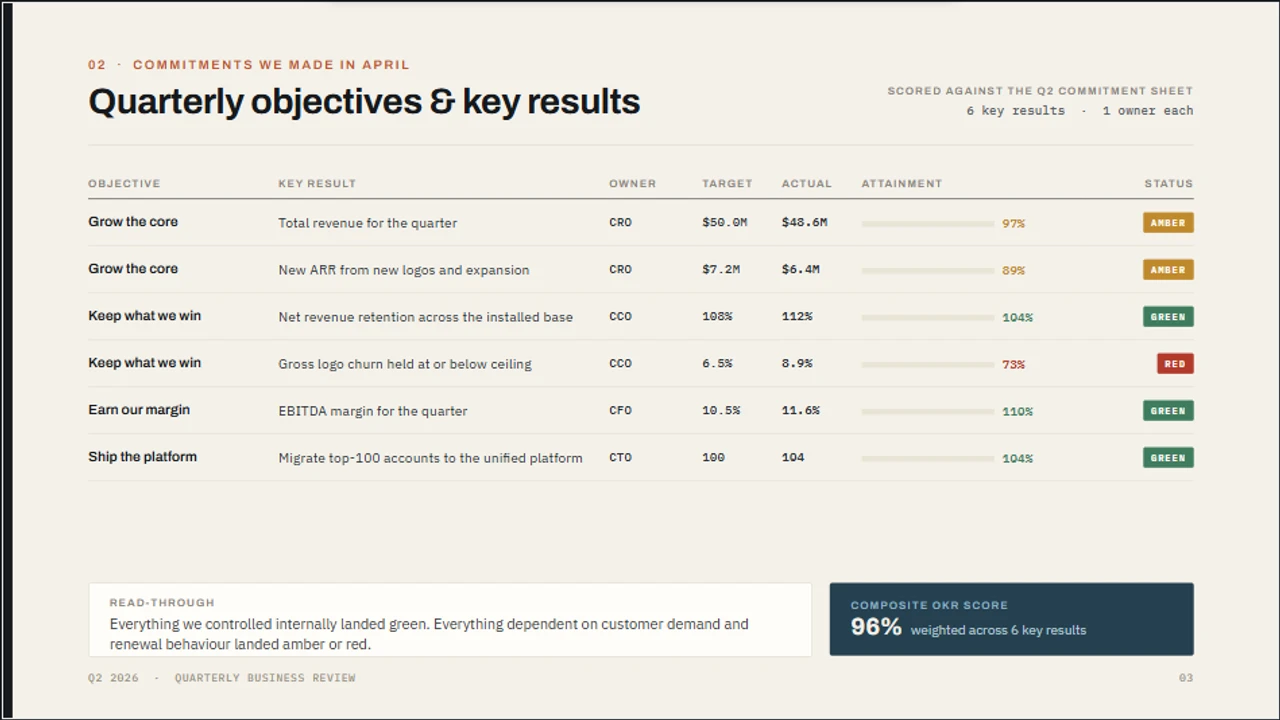 02 · COMMITMENTS WE MADE IN APRIL
Quarterly objectives & key results
SCORED AGAINST THE Q2 COMMITMENT SHEET
6 key results · 1 owner each
OBJECTIVE KEY RESULT OWNER TARGET ACTUAL ATTAINMENT STATUS
Grow the core Total revenue for the quarter CRO $50.0M $48.6M 97% AMBER
Grow the core New ARR from new logos and expansion CRO $7.2M $6.4M 89% AMBER
Keep what we win Net revenue retention across the installed base CCO 108% 112% 104% GREEN
Keep what we win Gross logo churn held at or below ceiling CCO 6.5% 8.9% 73% RED
Earn our margin EBITDA margin for the quarter CFO 10.5% 11.6% 110% GREEN
Ship the platform Migrate top-100 accounts to the unified platform CTO 100 104 104% GREEN
READ-THROUGH
Everything we controlled internally landed green. Everything dependent on customer demand and
renewal behaviour landed amber or red.
COMPOSITE OKR SCORE
96% weighted across 6 key results
Q2 2026 · QUARTERLY BUSINESS REVIEW
03